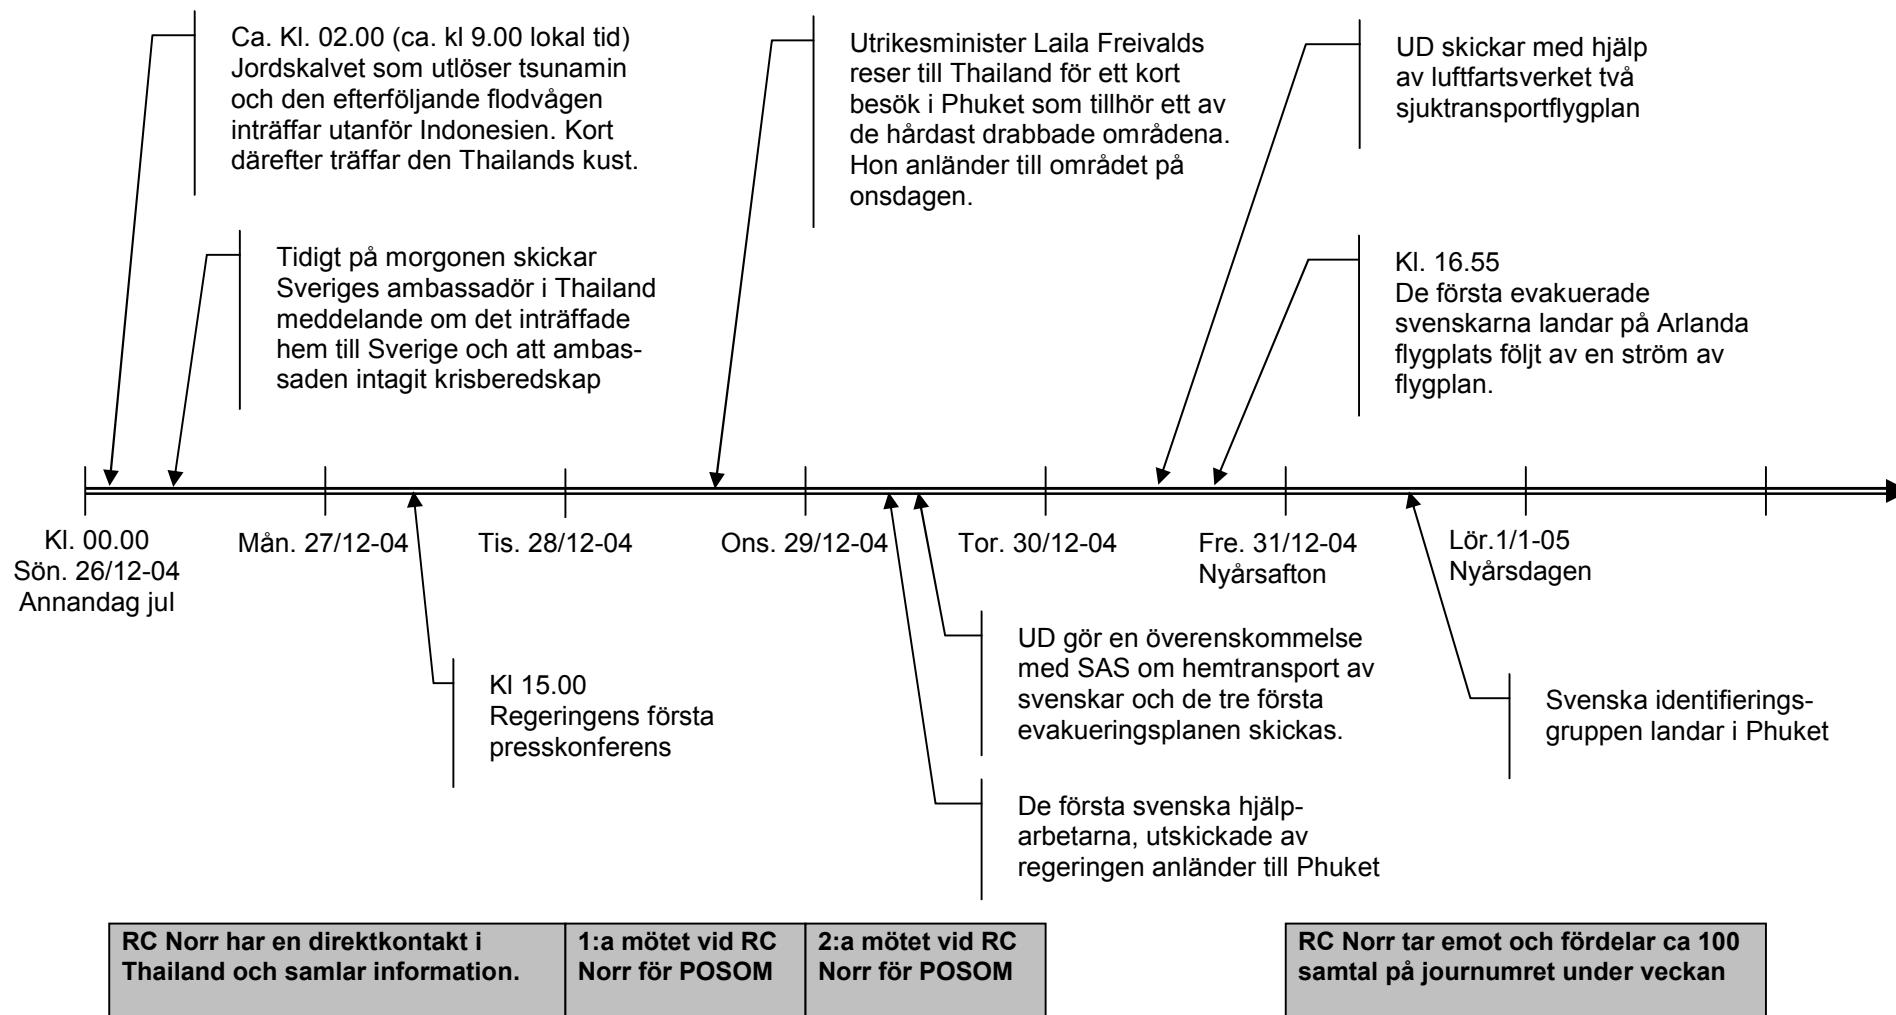 Ca. Kl. 02.00 (ca. kl 9.00 lokal tid)
Jordskalvet som utlöser tsunamin
och den efterföljande flodvågen
inträffar utanför Indonesien. Kort
därefter träffar den Thailands kust.
Utrikesminister Laila Freivalds
reser till Thailand för ett kort
besök i Phuket som tillhör ett av
de hårdast drabbade områdena.
Hon anländer till området på
onsdagen.
UD skickar med hjälp
av luftfartsverket två
sjuktransportflygplan
Tidigt på morgonen skickar
Sveriges ambassadör i Thailand
meddelande om det inträffade
hem till Sverige och att ambas-
saden intagit krisberedskap
Kl. 16.55
De första evakuerade
svenskarna landar på Arlanda
flygplats följt av en ström av
flygplan.
Kl. 00.00
Sön. 26/12-04
Annandag jul
Mån. 27/12-04
Tis. 28/12-04
Ons. 29/12-04
Tor. 30/12-04
Fre. 31/12-04
Nyårsafton
Lör.1/1-05
Nyårsdagen
Kl 15.00
Regeringens första
presskonferens
UD gör en överenskommelse
med SAS om hemtransport av
svenskar och de tre första
evakueringsplanen skickas.
Svenska identifierings-
gruppen landar i Phuket
De första svenska hjälp-
arbetarna, utskickade av
regeringen anländer till Phuket
RC Norr har en direktkontakt i
Thailand och samlar information.
1:a mötet vid RC
Norr för POSOM
2:a mötet vid RC
Norr för POSOM
RC Norr tar emot och fördelar ca 100
samtal på journumret under veckan